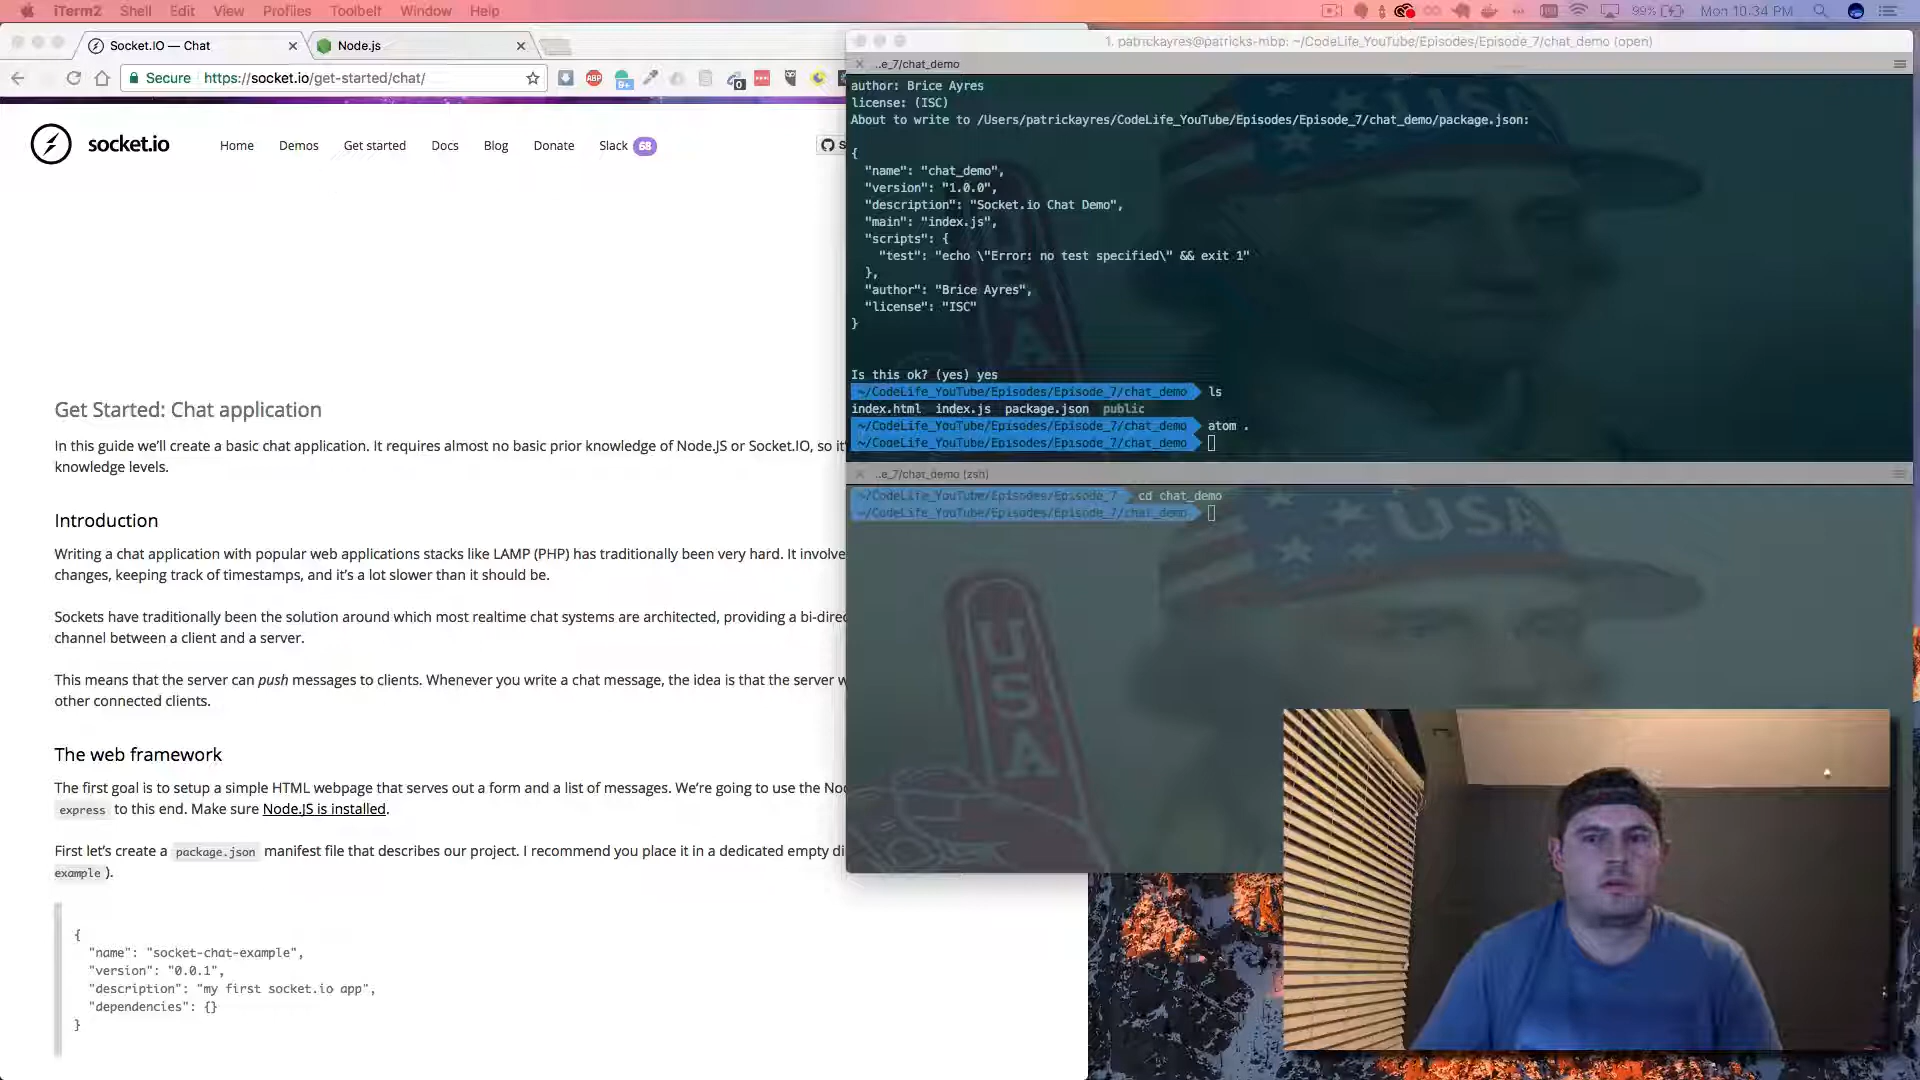 iTerm2 Shell Edit View Profiles Toolbelt Window Help
99% Mon 10:34 PM
Socket.IO — Chat
Node.js
Secure https://socket.io/get-started/chat/
ABP
9+
0
socket.io
Home Demos Get started Docs Blog Donate Slack 68
S
Get Started: Chat application
In this guide we’ll create a basic chat application. It requires almost no basic prior knowledge of Node.JS or Socket.IO, so it’
knowledge levels.
Introduction
Writing a chat application with popular web applications stacks like LAMP (PHP) has traditionally been very hard. It involve
changes, keeping track of timestamps, and it’s a lot slower than it should be.
Sockets have traditionally been the solution around which most realtime chat systems are architected, providing a bi-direc
channel between a client and a server.
This means that the server can push messages to clients. Whenever you write a chat message, the idea is that the server w
other connected clients.
The web framework
The first goal is to setup a simple HTML webpage that serves out a form and a list of messages. We’re going to use the Noc
express to this end. Make sure Node.JS is installed.
First let’s create a package.json manifest file that describes our project. I recommend you place it in a dedicated empty di
example ).
{
"name": "socket-chat-example",
"version": "0.0.1",
"description": "my first socket.io app",
"dependencies": {}
}
1. patrickayres@patricks-mbp: ~/CodeLife_YouTube/Episodes/Episode_7/chat_demo (open)
..e_7/chat_demo
author: Brice Ayres
license: (ISC)
About to write to /Users/patrickayres/CodeLife_YouTube/Episodes/Episode_7/chat_demo/package.json:
{
"name": "chat_demo",
"version": "1.0.0",
"description": "Socket.io Chat Demo",
"main": "index.js",
"scripts": {
"test": "echo \"Error: no test specified\" && exit 1"
},
"author": "Brice Ayres",
"license": "ISC"
}
Is this ok? (yes) yes
~/CodeLife_YouTube/Episodes/Episode_7/chat_demo ls
index.html index.js package.json public
~/CodeLife_YouTube/Episodes/Episode_7/chat_demo atom .
~/CodeLife_YouTube/Episodes/Episode_7/chat_demo
..e_7/chat_demo (zsh)
~/CodeLife_YouTube/Episodes/Episode_7 cd chat_demo
~/CodeLife_YouTube/Episodes/Episode_7/chat_demo
USA
USA
USA